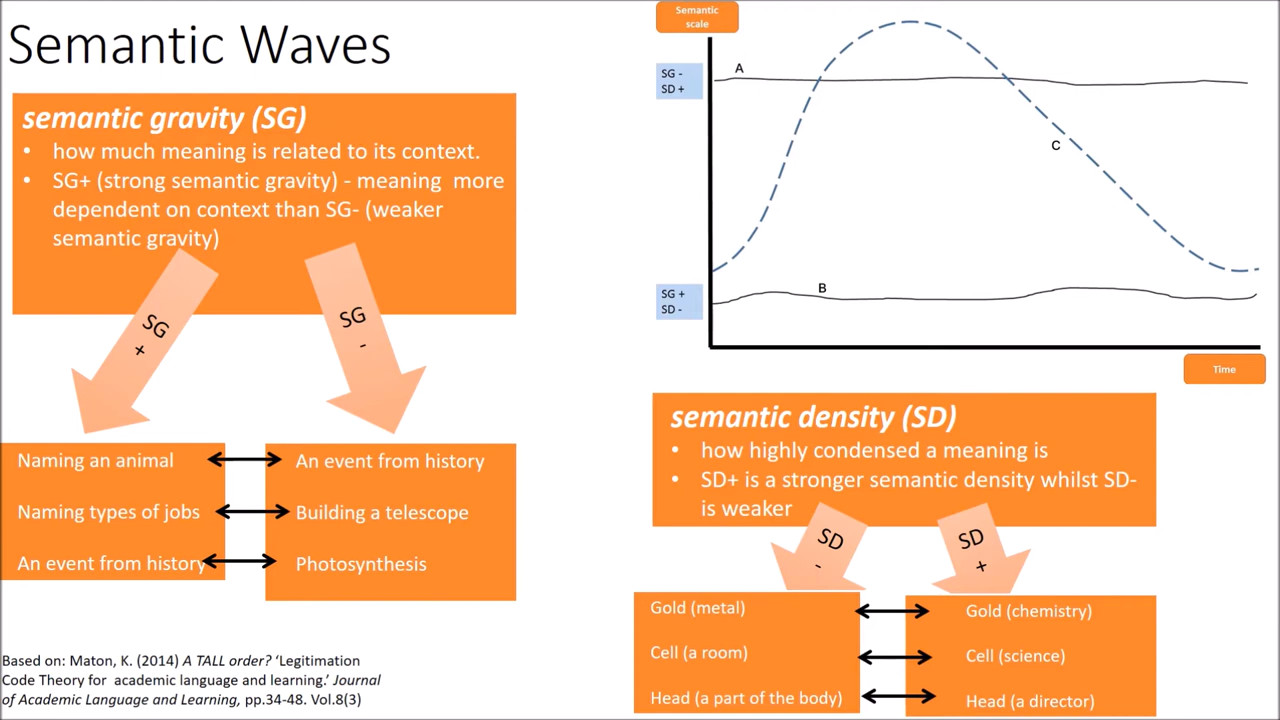 Semantic Waves
semantic gravity (SG)
• how much meaning is related to its context.
• SG+ (strong semantic gravity) - meaning more
dependent on context than SG- (weaker
semantic gravity)
SG
+
SG
-
Naming an animal
Naming types of jobs
An event from history
An event from history
Building a telescope
Photosynthesis
Based on: Maton, K. (2014) A TALL order? ‘Legitimation
Code Theory for academic language and learning.’ Journal
of Academic Language and Learning, pp.34-48. Vol.8(3)
Semantic
scale
SG -
SD +
A
C
B
SG +
SD -
Time
semantic density (SD)
• how highly condensed a meaning is
• SD+ is a stronger semantic density whilst SD-
is weaker
SD
-
SD
+
Gold (metal)
Cell (a room)
Head (a part of the body)
Gold (chemistry)
Cell (science)
Head (a director)